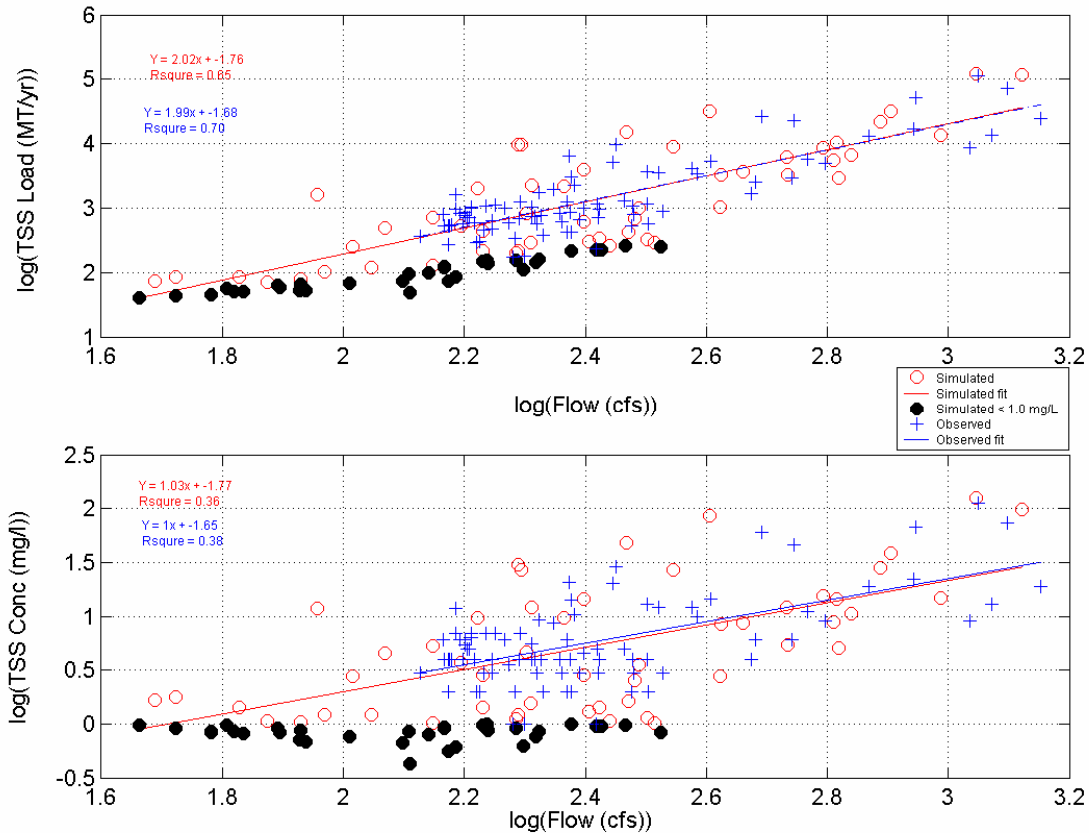 6
5
4
3
2
1
log(TSS Load (MT/yr))
Y = 2.02x + -1.76
Rsqure = 0.65
Y = 1.99x + -1.68
Rsqure = 0.70
1.6 1.8 2 2.2 2.4 2.6 2.8 3 3.2
log(Flow (cfs))
Simulated
Simulated fit
Simulated < 1.0 mg/L
Observed
Observed fit
2.5
2
1.5
1
0.5
0
-0.5
log(TSS Conc (mg/l))
Y = 1.03x + -1.77
Rsqure = 0.36
Y = 1x + -1.65
Rsqure = 0.38
1.6 1.8 2 2.2 2.4 2.6 2.8 3 3.2
log(Flow (cfs))